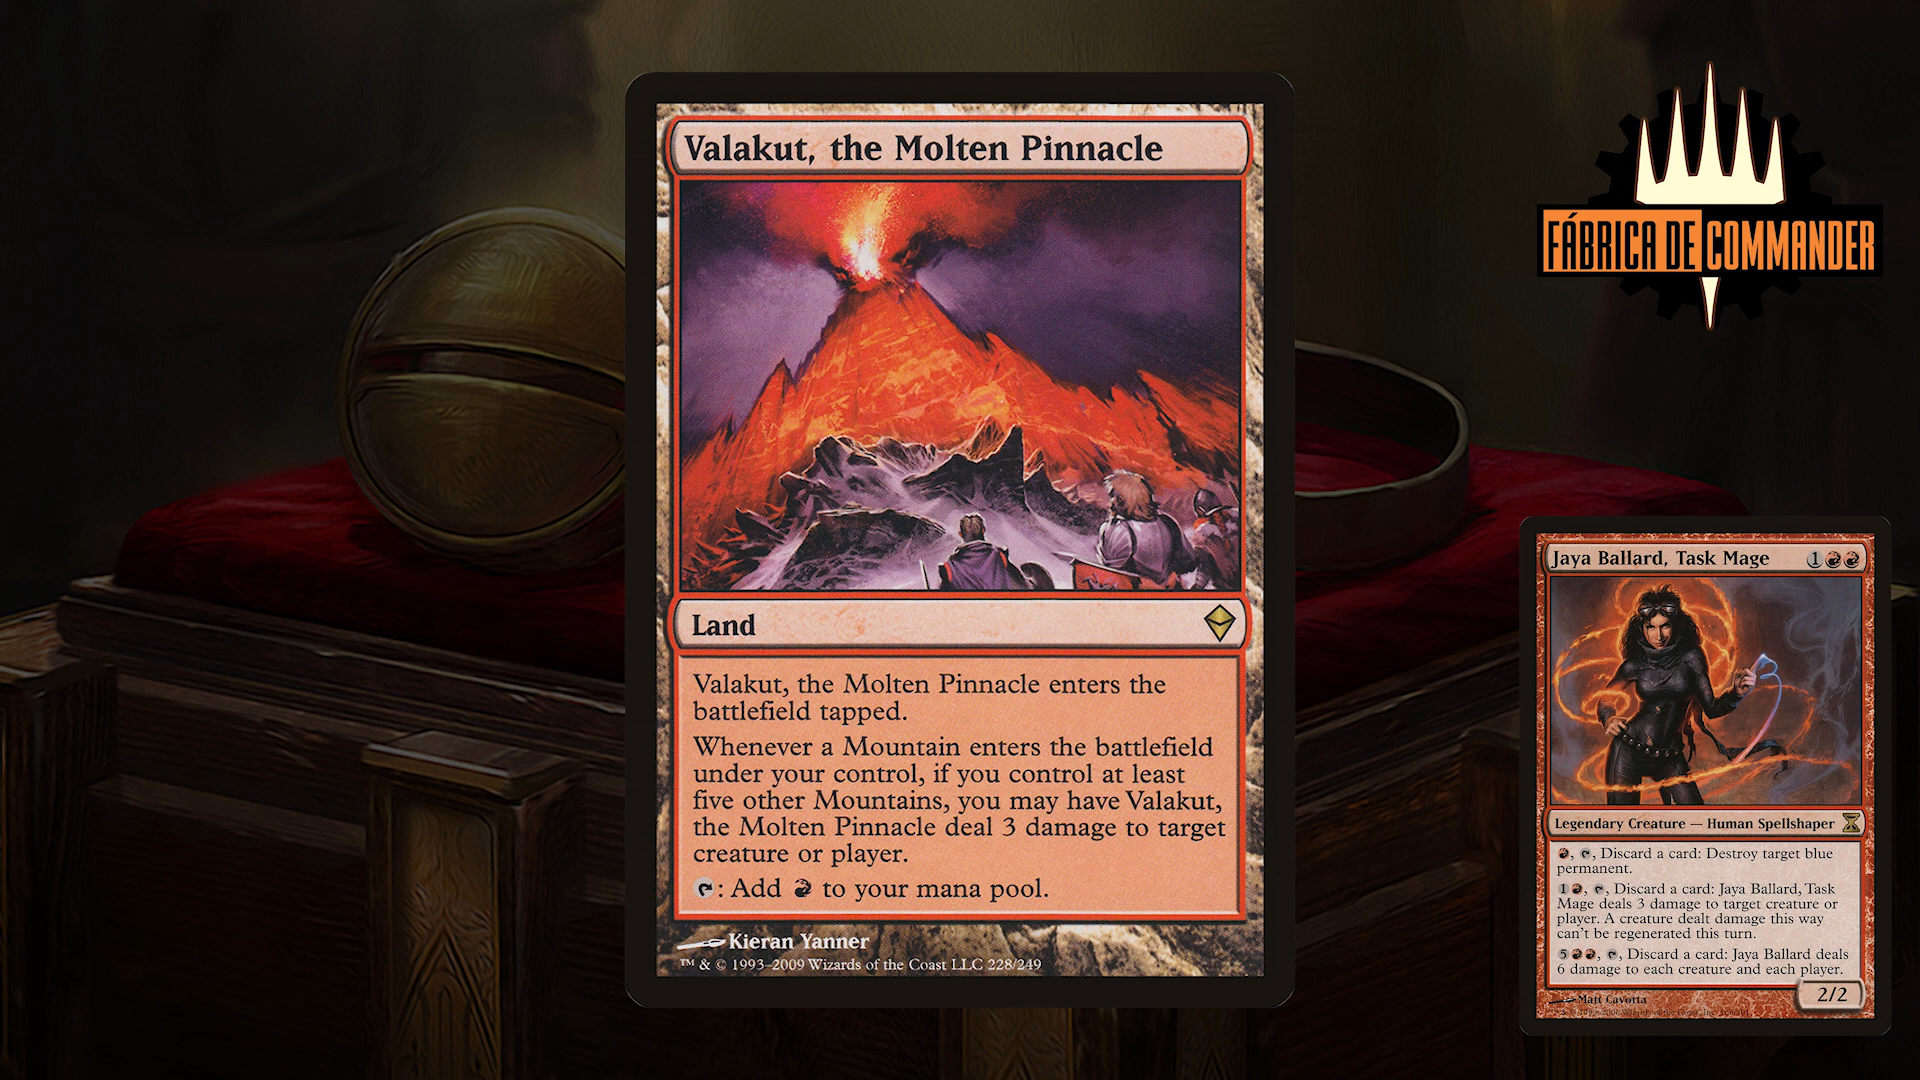 Valakut, the Molten Pinnacle
Land
Valakut, the Molten Pinnacle enters the
battlefield tapped.
Whenever a Mountain enters the battlefield
under your control, if you control at least
five other Mountains, you may have Valakut,
the Molten Pinnacle deal 3 damage to target
creature or player.
: Add to your mana pool.
Kieran Yanner
™ & © 1993–2009 Wizards of the Coast LLC 228/249
FÁBRICA DE COMMANDER
Jaya Ballard, Task Mage 1
Legendary Creature — Human Spellshaper
, , Discard a card: Destroy target blue
permanent.
1 , , Discard a card: Jaya Ballard, Task
Mage deals 3 damage to target creature or
player. A creature dealt damage this way
can't be regenerated this turn.
5 , , Discard a card: Jaya Ballard deals
6 damage to each creature and each player.
Matt Cavotta
2/2